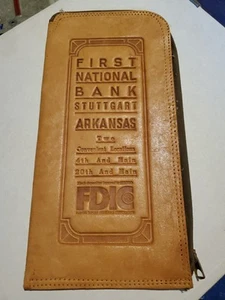 FIRST
NATIONAL
BANK
STUTTGART
ARKANSAS
Two
Convenient Locations
4th And Main
20th And Main
FDIC